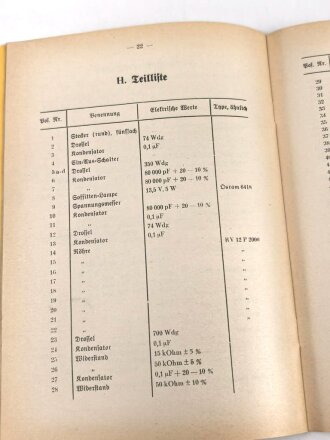 — 22 —
H. Teilliste
Pos. Nr. Benennung Elektrische Werte Type, ähnlich
1 Stecker (rund), fünffach
2 Drossel 74 Wdg
3 Kondensator 0,1 µF
4 Ein/Aus-Schalter
5 a-d Drossel 350 Wdg
6 Kondensator 80 000 pF + 20 – 10 %
7 „ 80 000 pF + 20 – 10 %
8 Soffitten-Lampe 15,5 V, 3 W Osram
9 Spannungsmesser
10 Kondensator 80 000 pF + 20 – 10 %
11 „ 0,1 µF
12 Drossel 74 Wdg
13 Kondensator 0,1 µF
14 Röhre RV 12 P 2000
15 „ „
16 „ „
17 „ „
18 „ „
19 „ „
20 „ „
21 „ „
22 „
23 Drossel 700 Wdg
24 Kondensator 0,1 µF
25 Widerstand 15 kOhm ± 5 %
26 „ 50 kOhm ± 5 %
27 Kondensator 0,1 µF + 20 – 10 %
28 Widerstand 50 kOhm ± 10 %
Pos. Nr.
29
30
31